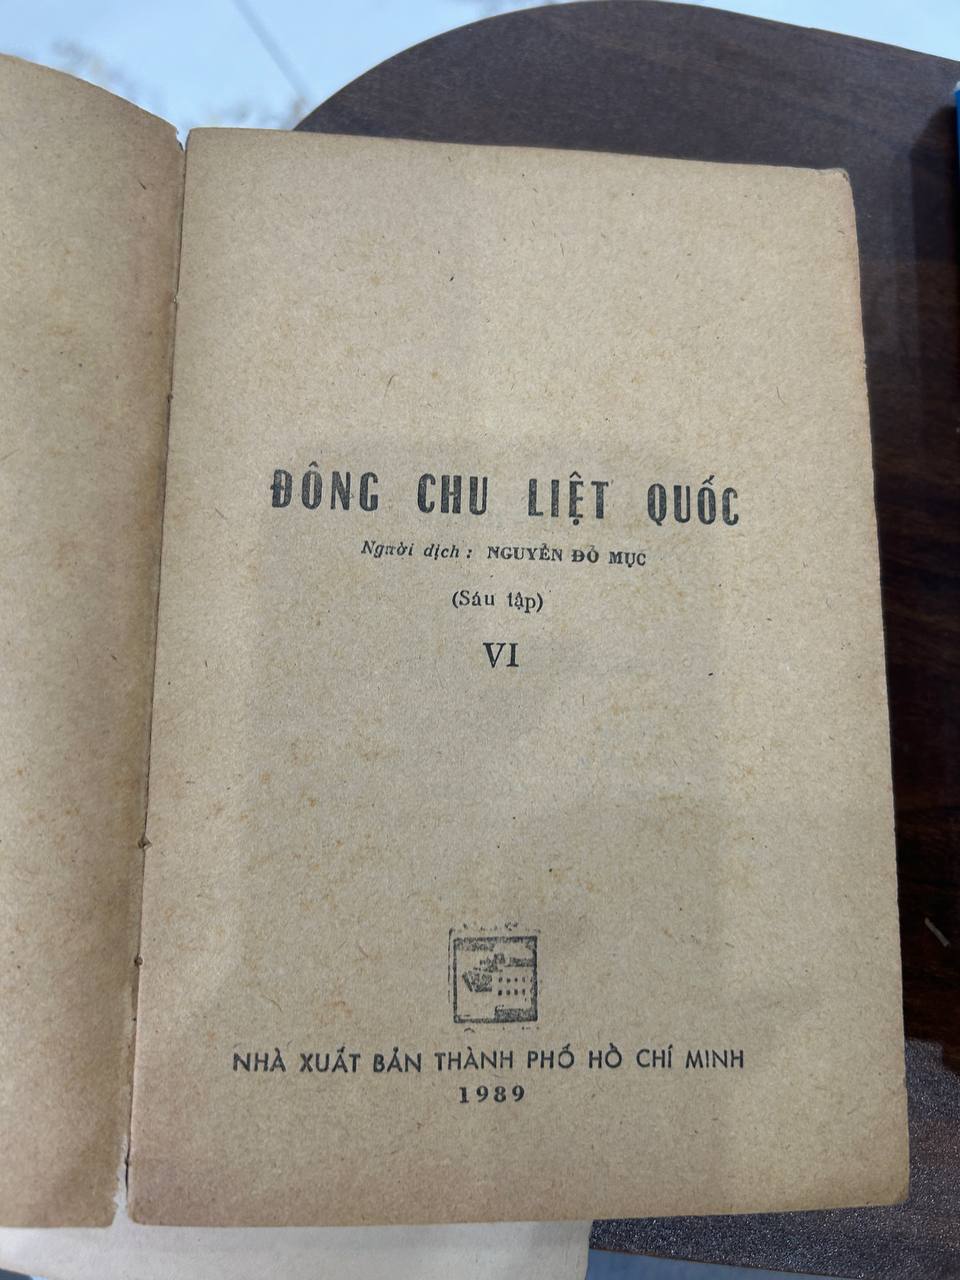 ĐÔNG CHU LIỆT QUỐC
Người dịch : NGUYỄN ĐỖ MỤC
(Sáu tập)
VI
NHÀ XUẤT BẢN THÀNH PHỐ HỒ CHÍ MINH
1989